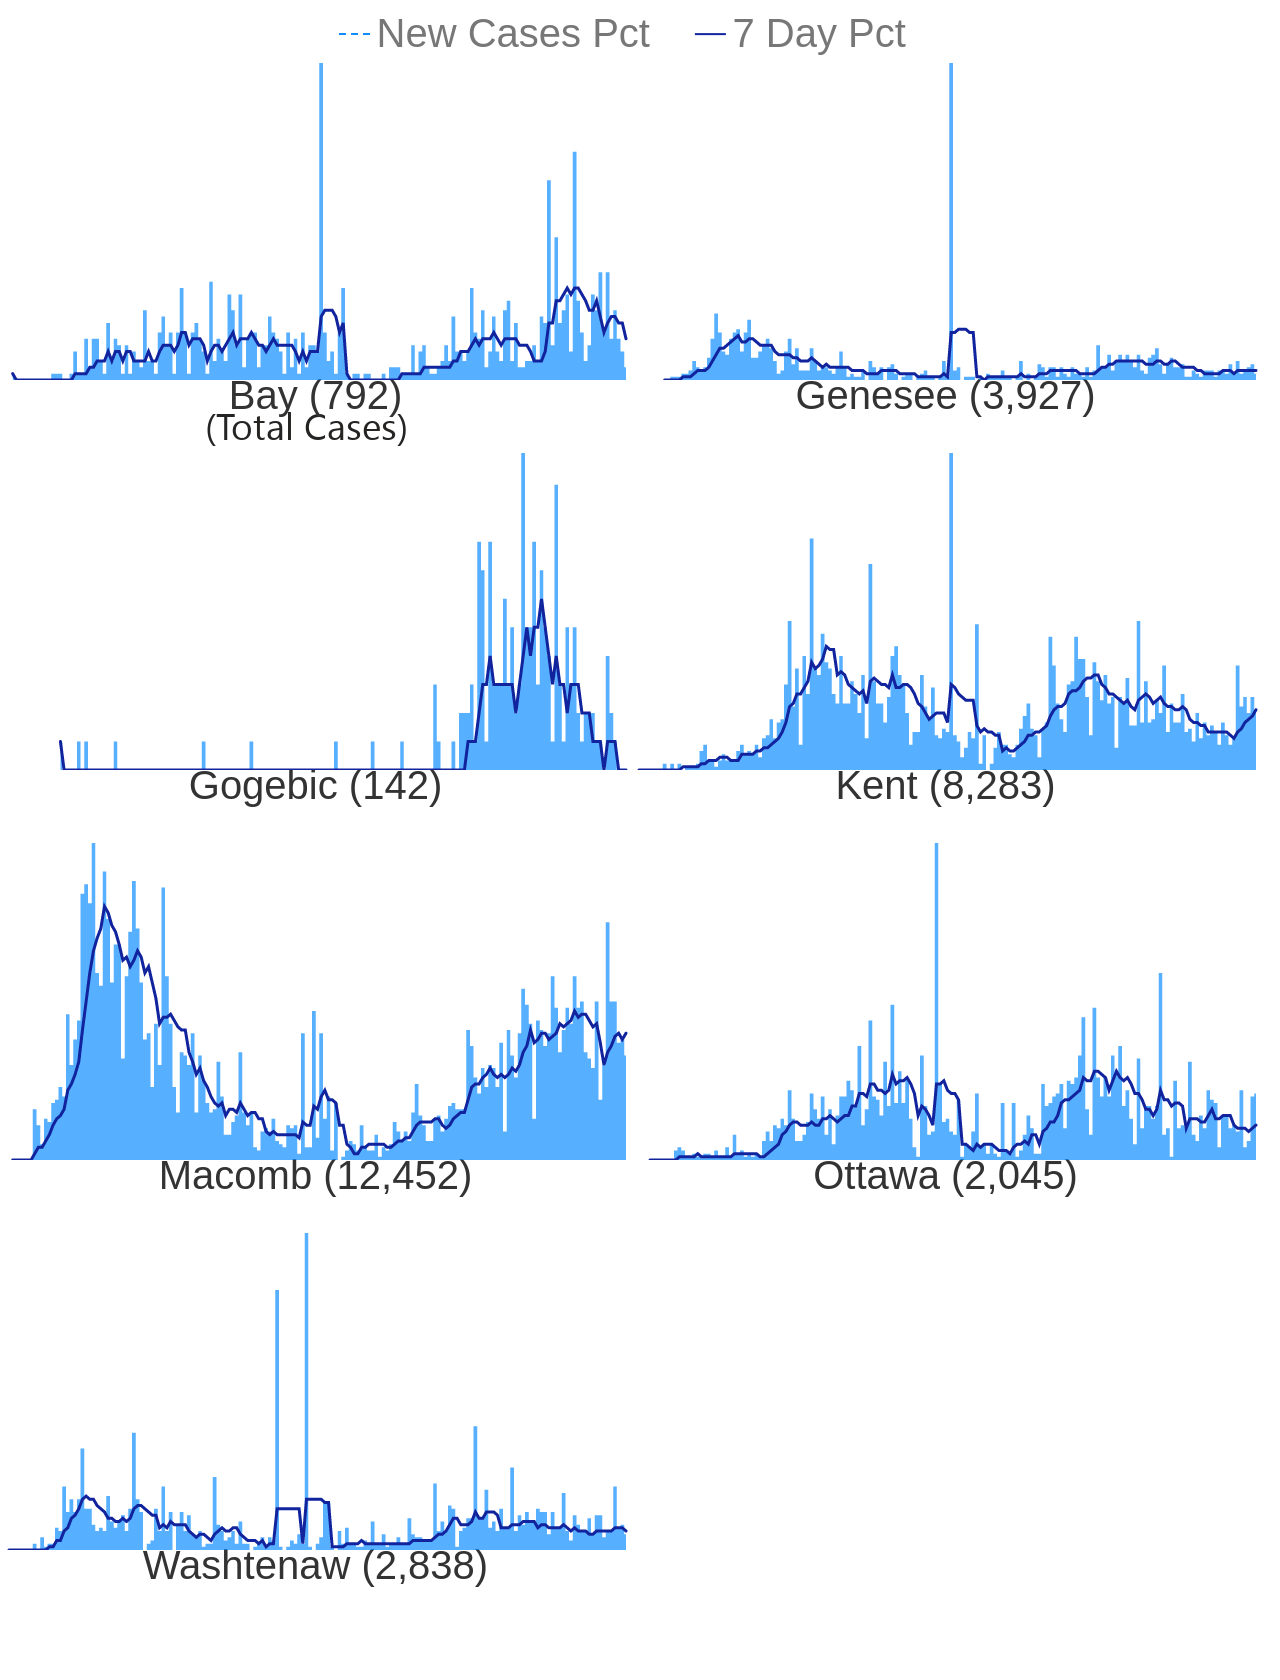 New Cases Pct 7 Day Pct
Bay (792) Genesee (3,927)
(Total Cases)
Gogebic (142) Kent (8,283)
Macomb (12,452) Ottawa (2,045)
Washtenaw (2,838)